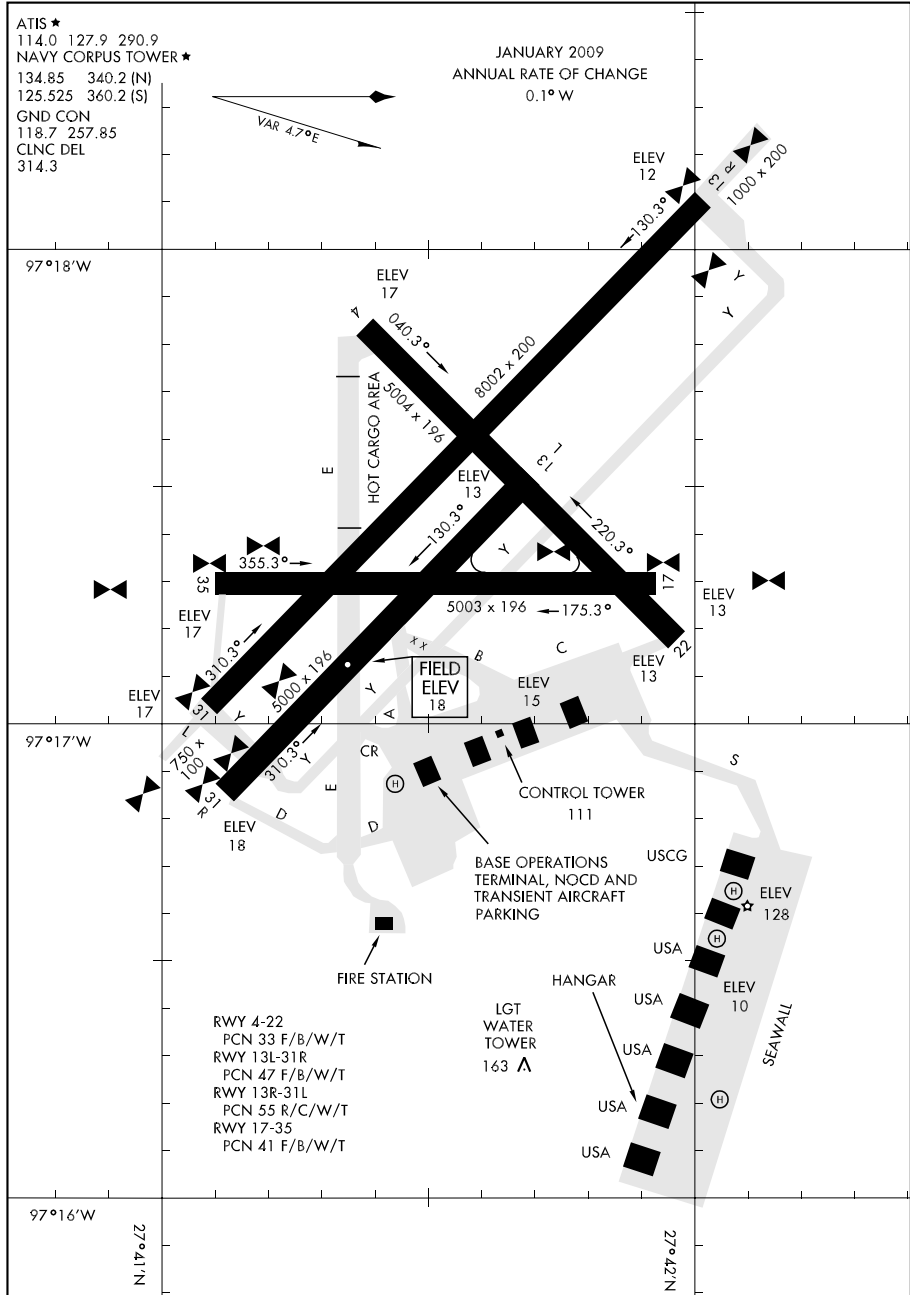 ATIS ★
114.0 127.9 290.9
NAVY CORPUS TOWER ★
134.85 340.2 (N)
125.525 360.2 (S)
GND CON
118.7 257.85
CLNC DEL
314.3
JANUARY 2009
ANNUAL RATE OF CHANGE
0.1° W
VAR 4.7° E
ELEV
12
13
R
1000 x 200
130.3°
97°18'W
ELEV
17
4
040.3°
8002 x 200
5004 x 196
Y
Y
HOT CARGO AREA
E
L
13
ELEV
13
130.3°
Y
220.3°
355.3°
35
17
5003 x 196
175.3°
ELEV
13
ELEV
17
310.3°
5000 x 196
X X
B
C
22
ELEV
13
FIELD
ELEV
18
ELEV
15
ELEV
17
31
L
Y
Y
A
97°17'W
750 x
100
310.3°
Y
CR
E
H
31
R
D
D
ELEV
18
S
CONTROL TOWER
111
BASE OPERATIONS
TERMINAL, NOCD AND
TRANSIENT AIRCRAFT
PARKING
USCG
H
ELEV
128
H
USA
FIRE STATION
HANGAR
ELEV
10
USA
LGT
WATER
TOWER
163
SEAWALL
USA
H
USA
USA
RWY 4-22
PCN 33 F/B/W/T
RWY 13L-31R
PCN 47 F/B/W/T
RWY 13R-31L
PCN 55 R/C/W/T
RWY 17-35
PCN 41 F/B/W/T
97°16'W
27°41'N
27°42'N